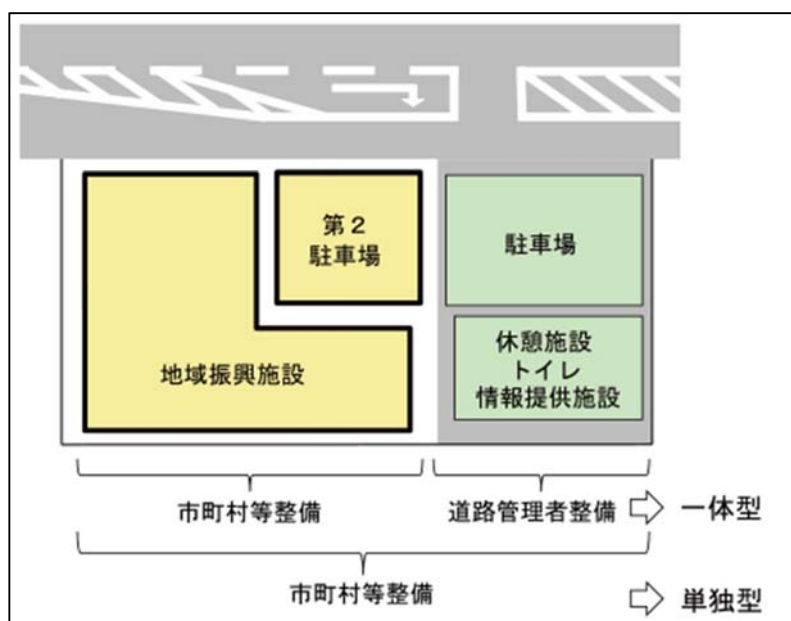 第２
駐車場
駐車場
地域振興施設
休憩施設
トイレ
情報提供施設
市町村等整備
道路管理者整備
一体型
市町村等整備
単独型